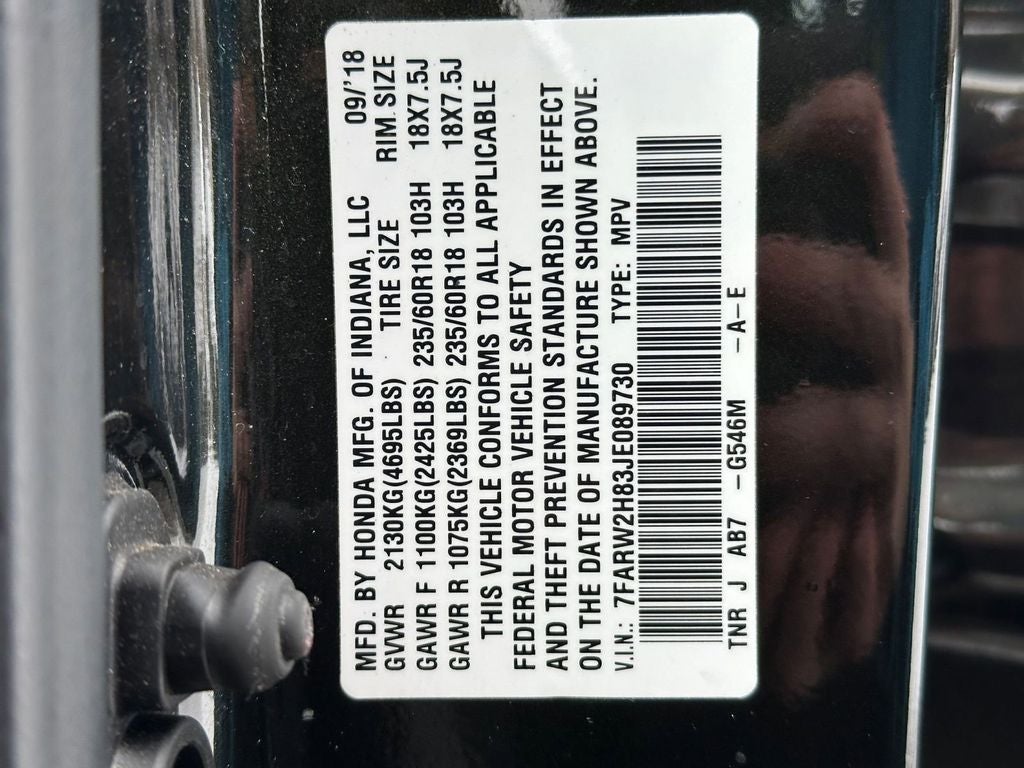 MFD. BY HONDA MFG. OF INDIANA, LLC 09/'18
GVWR 2130KG(4695LBS) TIRE SIZE RIM SIZE
GAWR F 1100KG(2425LBS) 235/60R18 103H 18X7.5J
GAWR R 1075KG(2369LBS) 235/60R18 103H 18X7.5J
THIS VEHICLE CONFORMS TO ALL APPLICABLE
FEDERAL MOTOR VEHICLE SAFETY
AND THEFT PREVENTION STANDARDS IN EFFECT
ON THE DATE OF MANUFACTURE SHOWN ABOVE.
V.I.N.: 7FARW2H83JE089730 TYPE: MPV
TNR J AB7 -G546M -A-E